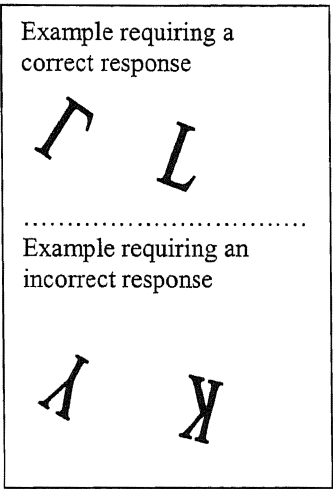 Example requiring a
correct response
Γ L
Example requiring an
incorrect response
K